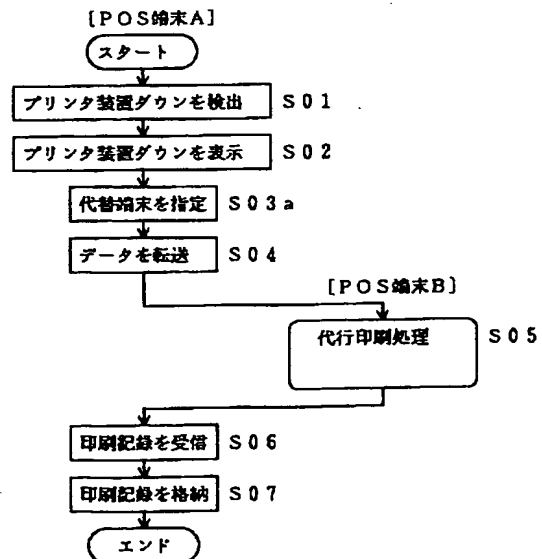 [POS端末A]
スタート
プリンタ装置ダウンを検出 S01
プリンタ装置ダウンを表示 S02
代替端末を指定 S03a
データを転送 S04
[POS端末B]
代行印刷処理 S05
印刷記録を受信 S06
印刷記録を格納 S07
エンド